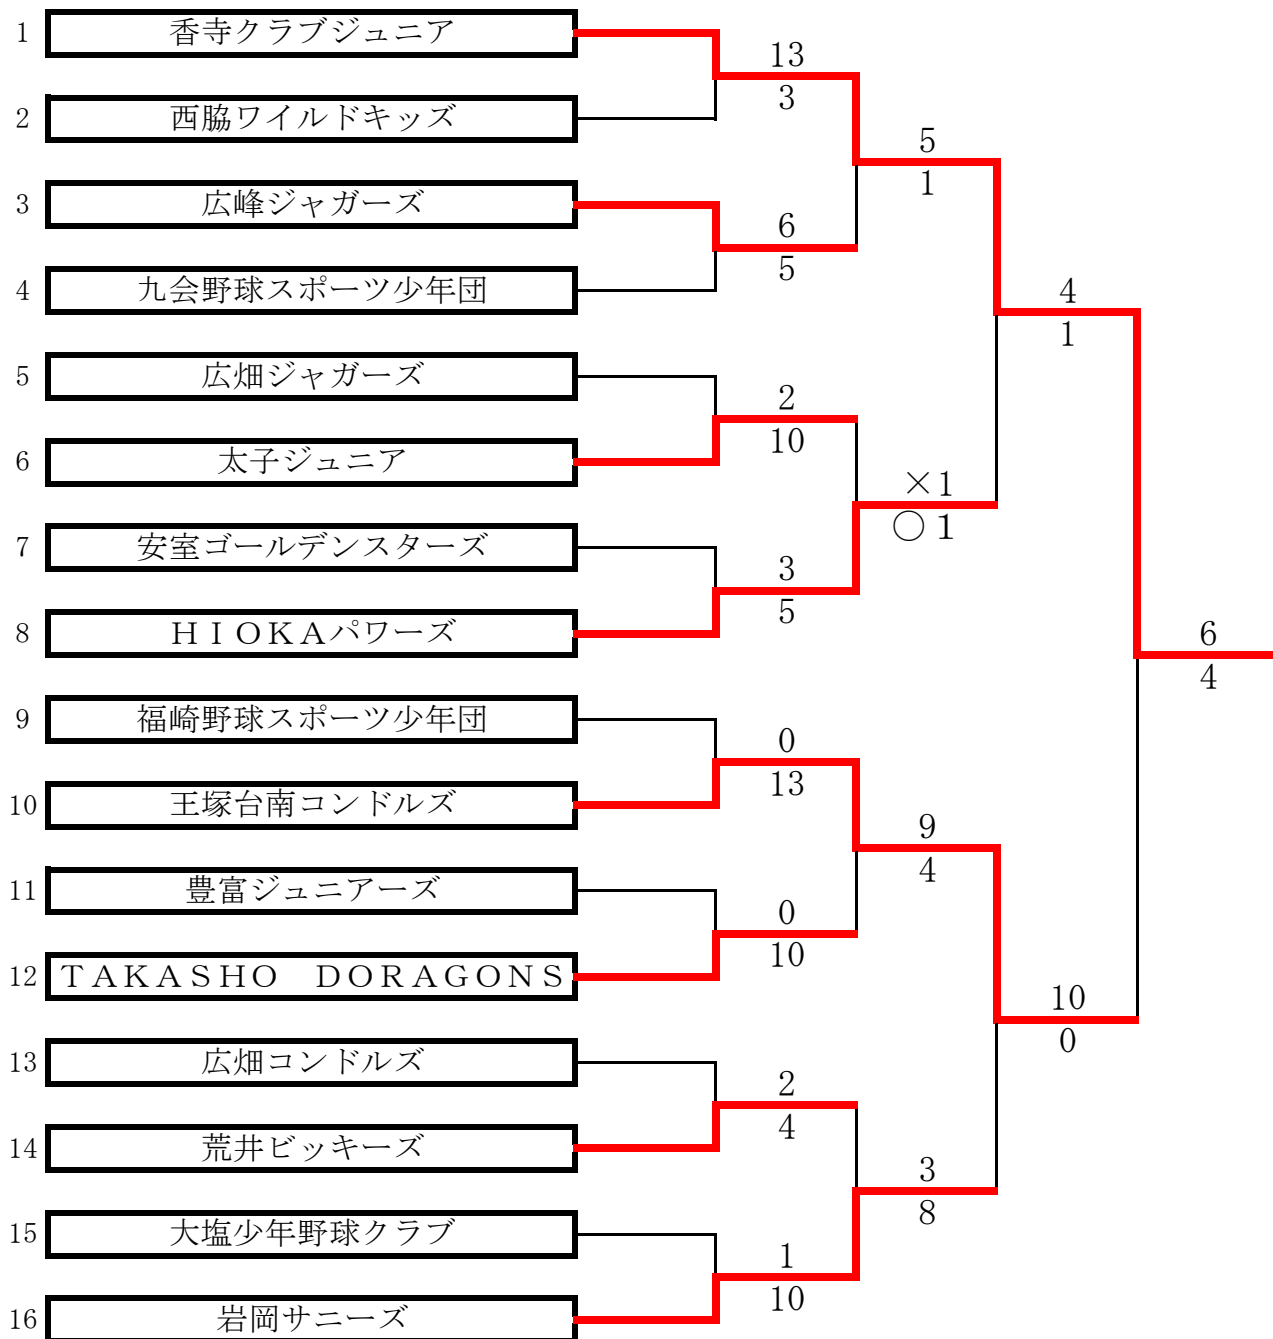 1 香寺クラブジュニア
13
3
2 西脇ワイルドキッズ
5
1
3 広峰ジャガーズ
6
5
4 九会野球スポーツ少年団
4
1
5 広畑ジャガーズ
2
10
6 太子ジュニア
×1
○1
7 安室ゴールデンスターズ
3
5
8 ＨＩＯＫＡパワーズ
6
4
9 福崎野球スポーツ少年団
0
13
10 王塚台南コンドルズ
9
4
11 豊富ジュニアーズ
0
10
12 ＴＡＫＡＳＨＯ　ＤＯＲＡＧＯＮＳ
10
0
13 広畑コンドルズ
2
4
14 荒井ビッキーズ
3
8
15 大塩少年野球クラブ
1
10
16 岩岡サニーズ